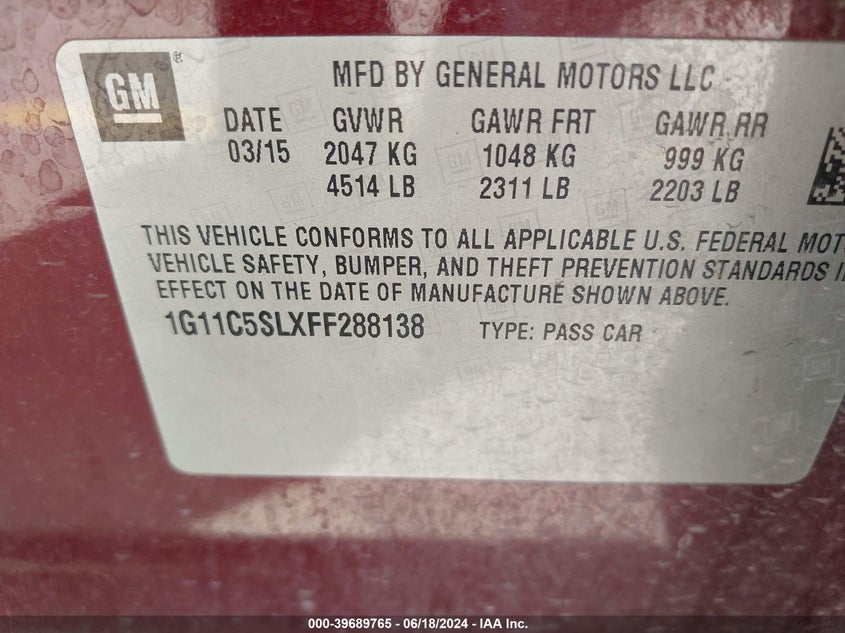 GM
MFD BY GENERAL MOTORS LLC
DATE GVWR GAWR FRT GAWR RR
03/15 2047 KG 1048 KG 999 KG
4514 LB 2311 LB 2203 LB
THIS VEHICLE CONFORMS TO ALL APPLICABLE U.S. FEDERAL MOT
VEHICLE SAFETY, BUMPER, AND THEFT PREVENTION STANDARDS I
EFFECT ON THE DATE OF MANUFACTURE SHOWN ABOVE.
1G11C5SLXFF288138 TYPE: PASS CAR
000-39689765 - 06/18/2024 - IAA Inc.